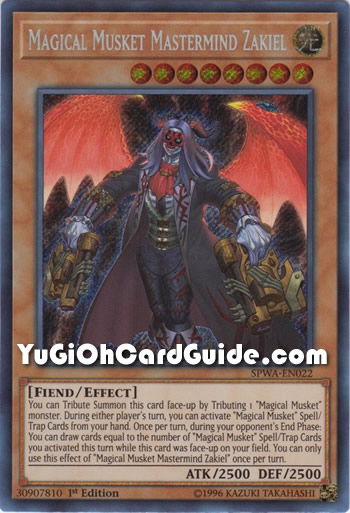 MAGICAL MUSKET MASTERMIND ZAKIEL
光
YUGIOHCARDGUIDE.COM
SPWA-EN022
[FIEND/EFFECT]
You can Tribute Summon this card face-up by Tributing 1 "Magical Musket"
monster. During either player's turn, you can activate "Magical Musket" Spell/
Trap Cards from your hand. Once per turn, during your opponent's End Phase:
You can draw cards equal to the number of "Magical Musket" Spell/Trap Cards
you activated this turn while this card was face-up on your field. You can only
use this effect of "Magical Musket Mastermind Zakiel" once per turn.
ATK/2500 DEF/2500
30907810 1st Edition ©1996 KAZUKI TAKAHASHI